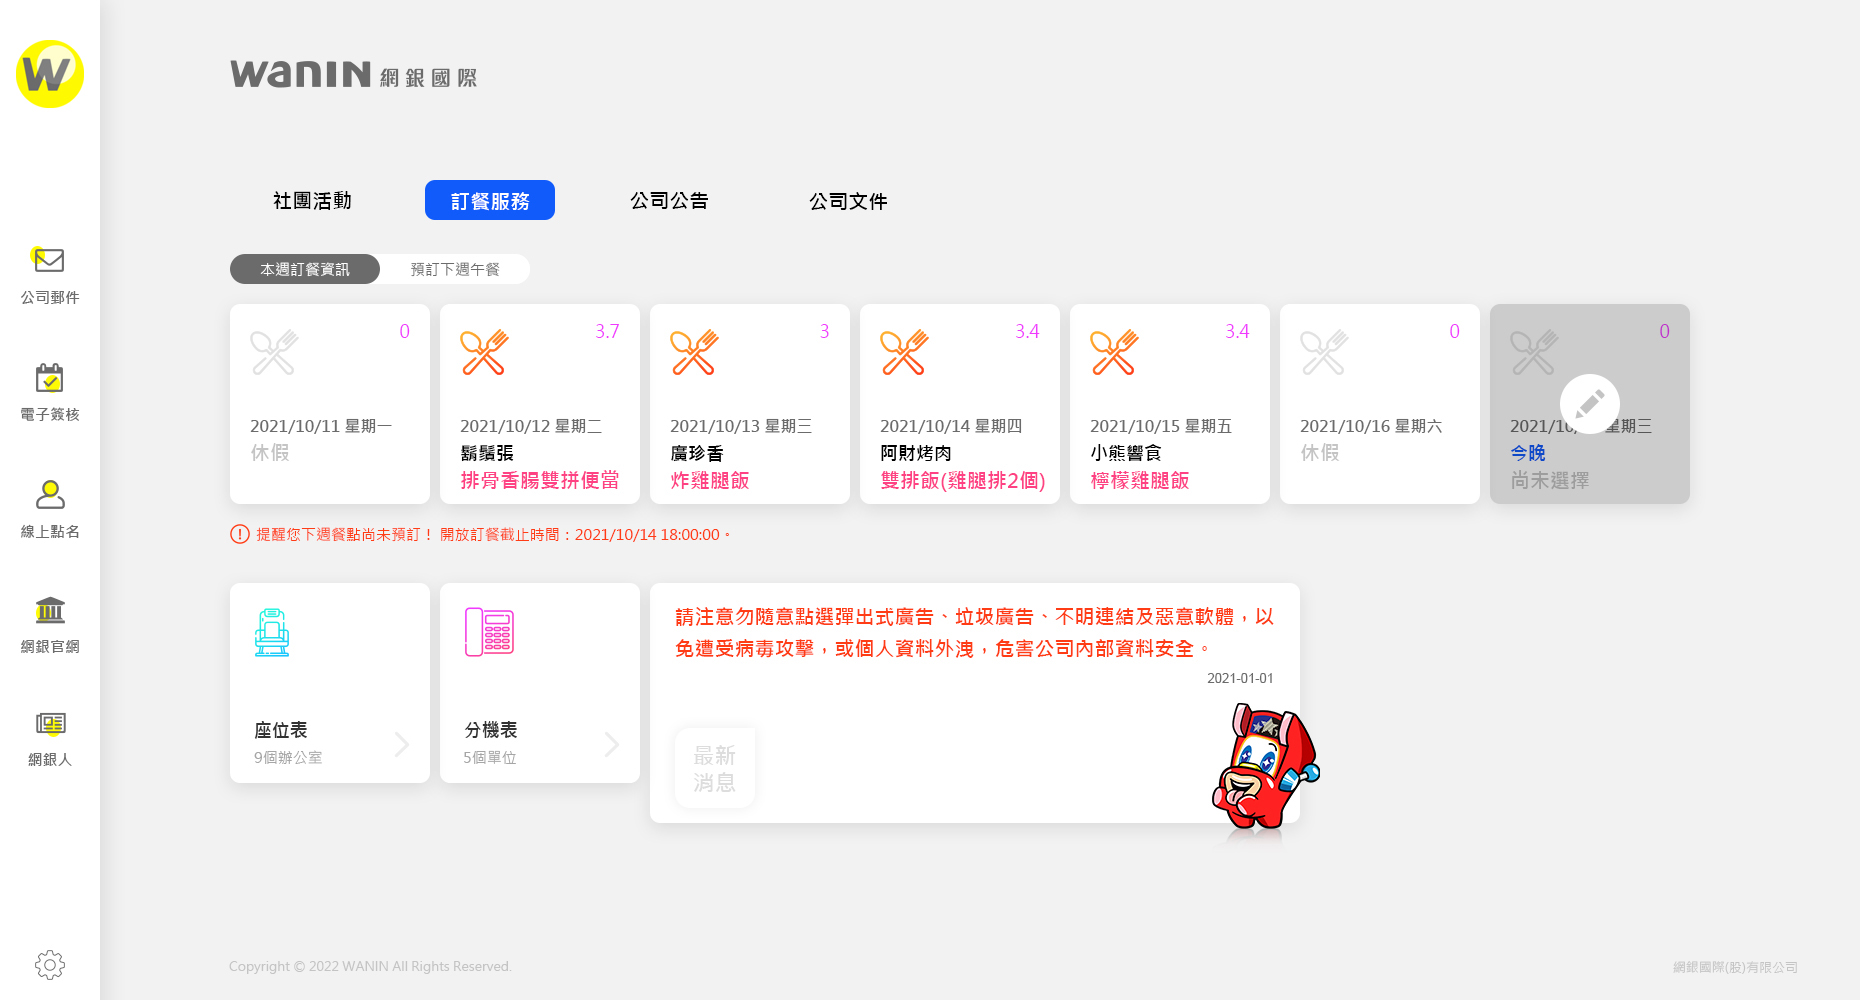 W
wanin 網銀國際
社團活動
訂餐服務
公司公告
公司文件
本週訂餐資訊
預訂下週午餐
公司郵件
電子簽核
線上點名
網銀官網
網銀人
0
2021/10/11 星期一
休假
3.7
2021/10/12 星期二
鬍鬚張
排骨香腸雙拼便當
3
2021/10/13 星期三
廣珍香
炸雞腿飯
3.4
2021/10/14 星期四
阿財烤肉
雙排飯(雞腿排2個)
3.4
2021/10/15 星期五
小熊饗食
檸檬雞腿飯
0
2021/10/16 星期六
休假
0
2021/10/ 星期三
今晚
尚未選擇
提醒您下週餐點尚未預訂！ 開放訂餐截止時間：2021/10/14 18:00:00。
座位表
9個辦公室
分機表
5個單位
請注意勿隨意點選彈出式廣告、垃圾廣告、不明連結及惡意軟體，以
免遭受病毒攻擊，或個人資料外洩，危害公司內部資料安全。
2021-01-01
最新
消息
Copyright © 2022 WANIN All Rights Reserved.
網銀國際(股)有限公司